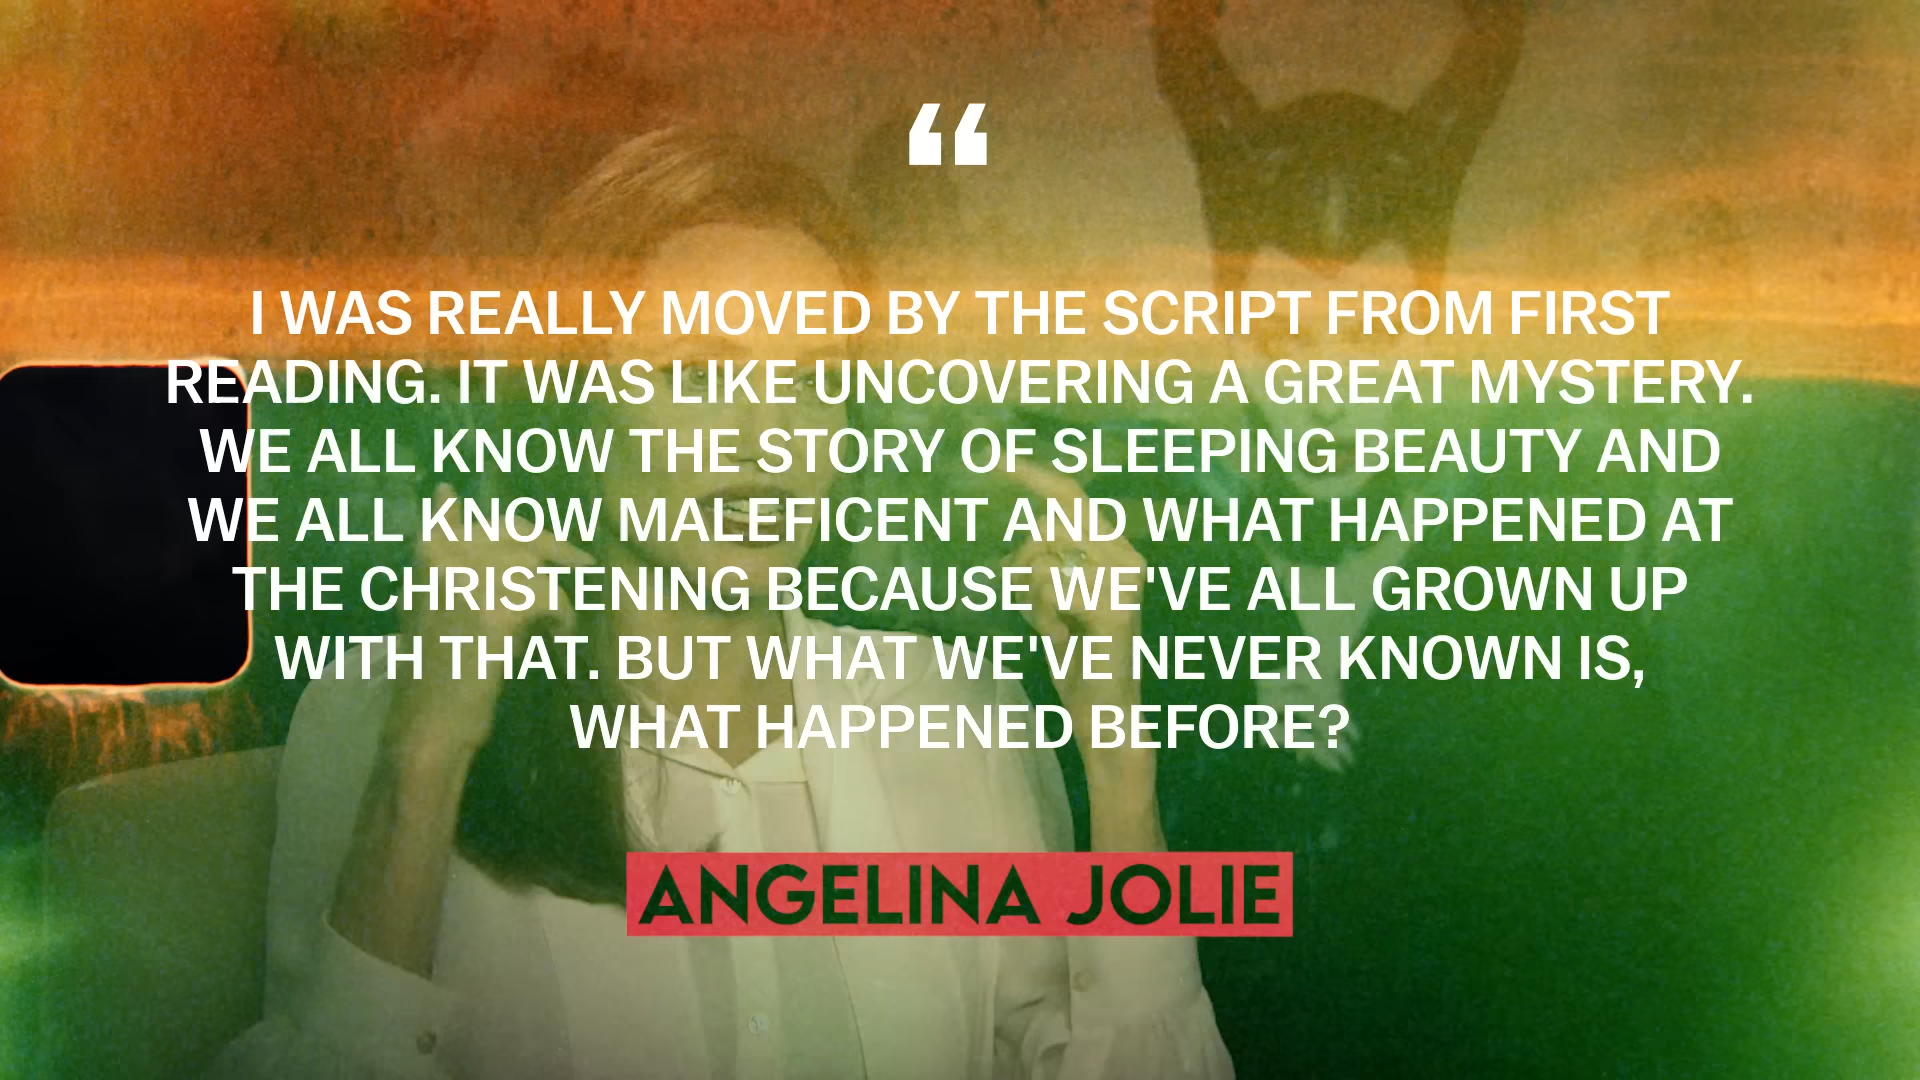 “
I WAS REALLY MOVED BY THE SCRIPT FROM FIRST
READING. IT WAS LIKE UNCOVERING A GREAT MYSTERY.
WE ALL KNOW THE STORY OF SLEEPING BEAUTY AND
WE ALL KNOW MALEFICENT AND WHAT HAPPENED AT
THE CHRISTENING BECAUSE WE'VE ALL GROWN UP
WITH THAT. BUT WHAT WE'VE NEVER KNOWN IS,
WHAT HAPPENED BEFORE?
ANGELINA JOLIE